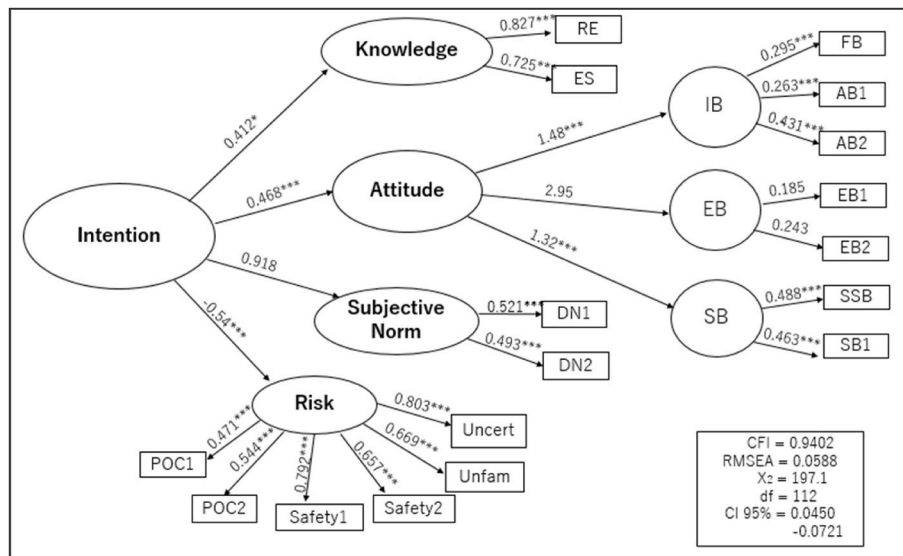 Knowledge
0.827***
RE
0.725***
ES
0.412*
Intention
0.468***
Attitude
1.48***
IB
0.295***
FB
0.263***
AB1
0.431***
AB2
2.95
EB
0.185
EB1
0.243
EB2
1.32***
SB
0.488***
SSB
0.463***
SB1
0.918
Subjective
Norm
0.521***
DN1
0.493***
DN2
-0.54***
Risk
0.471***
POC1
0.544***
POC2
0.792***
Safety1
0.657***
Safety2
0.669***
Unfam
0.803***
Uncert
CFI = 0.9402
RMSEA = 0.0588
X2 = 197.1
df = 112
CI 95% = 0.0450
-0.0721